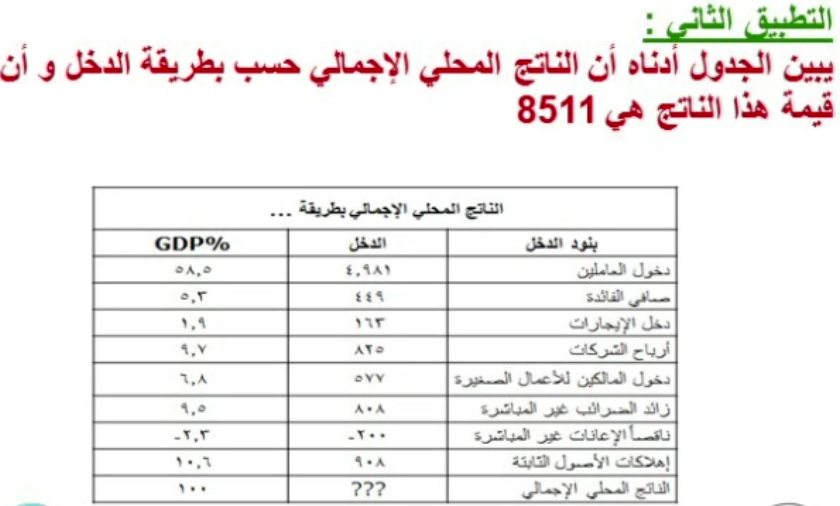 التطبيق الثاني :
يبين الجدول أدناه أن الناتج المحلي الإجمالي حسب بطريقة الدخل و أن
قيمة هذا الناتج هي 8511
الناتج المحلي الإجمالي بطريقة ...
بنود الدخل الدخل GDP%
دخول العاملين ٤,٩٨١ ٥٨,٥
صافي الفائدة ٤٤٩ ٥,٣
دخل الإيجارات ١٦٣ ١,٩
أرباح الشركات ٨٢٥ ٩,٧
دخول المالكين للأعمال الصغيرة ٥٧٧ ٦,٨
زائد الضرائب غير المباشرة ٨٠٨ ٩,٥
ناقصاً الإعانات غير المباشرة ٢٠٠- ٢,٣-
إهلاكات الأصول الثابتة ٩٠٨ ١٠,٦
الناتج المحلي الإجمالي ??? ١٠٠